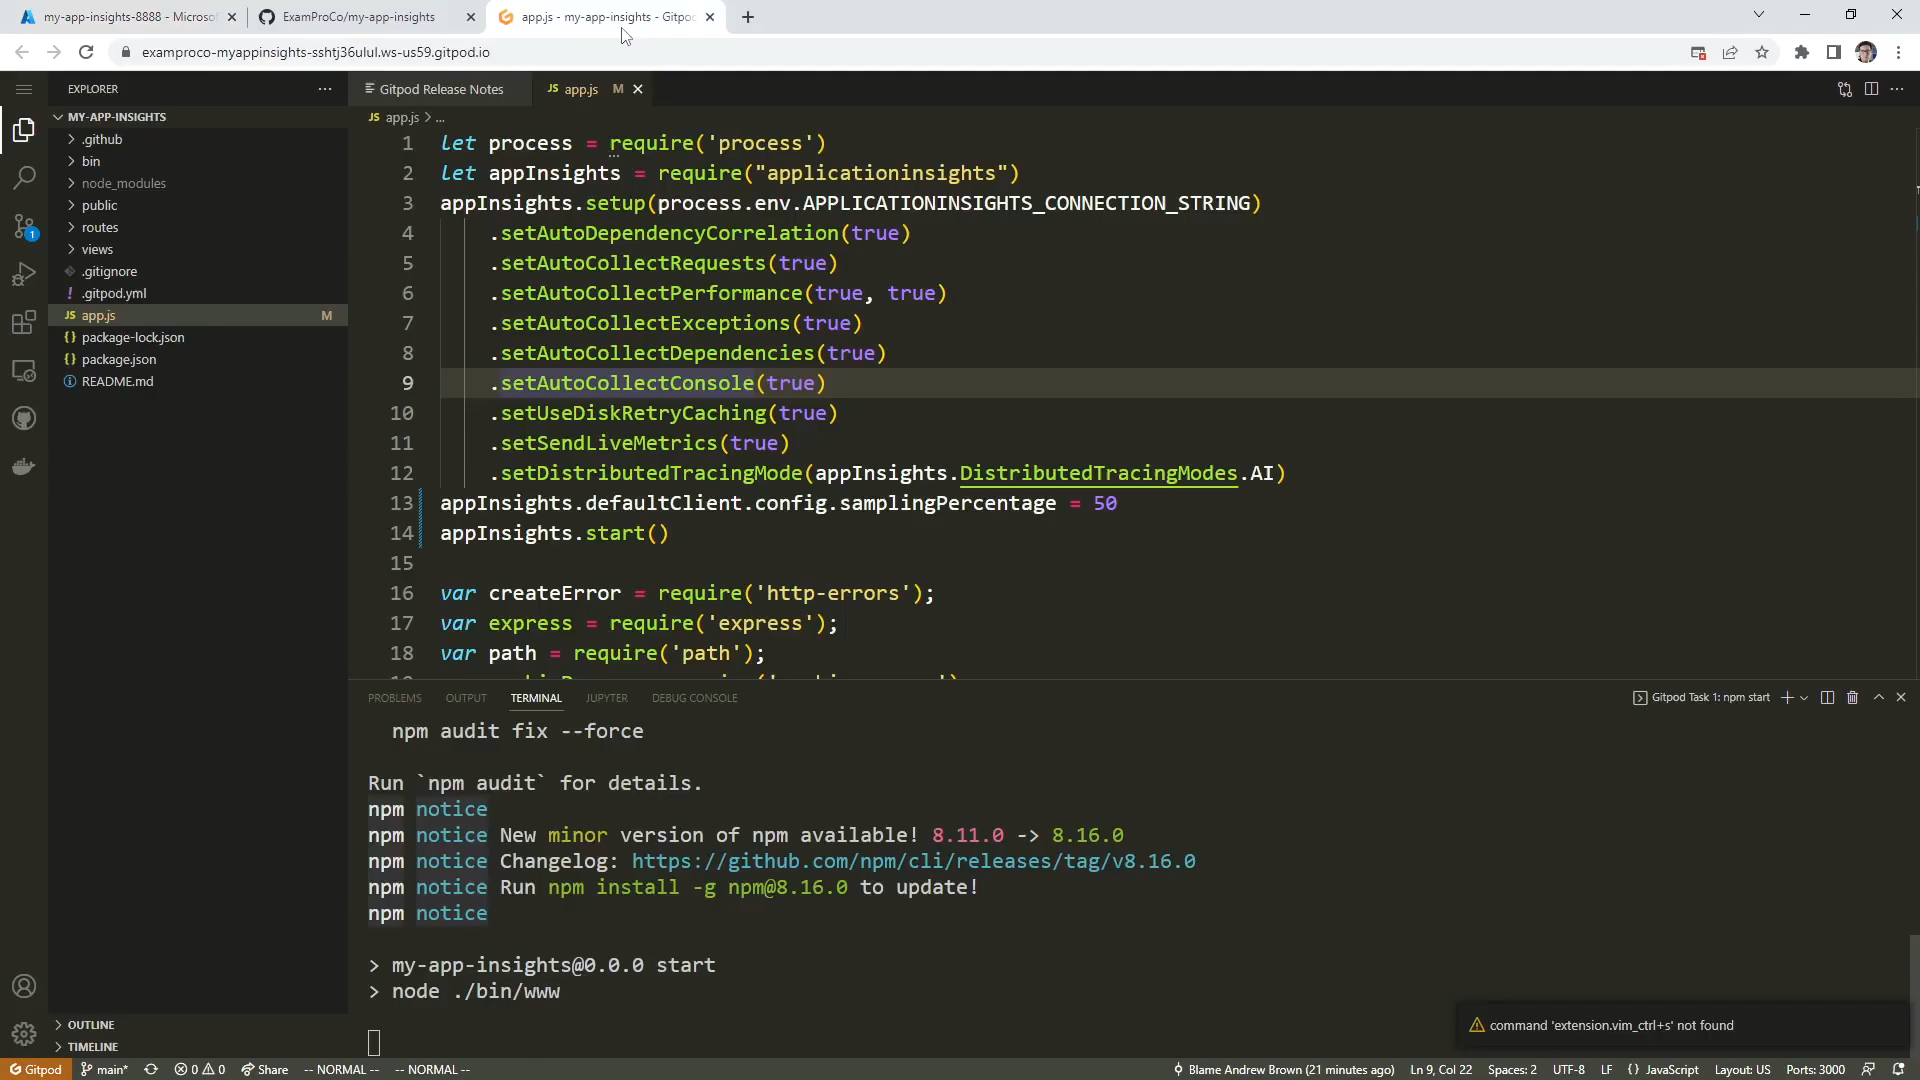 my-app-insights-8888 - Microsof
ExamProCo/my-app-insights
app.js - my-app-insights - Gitpod
examproco-myappinsights-sshtj36ulul.ws-us59.gitpod.io
EXPLORER
MY-APP-INSIGHTS
.github
bin
node_modules
public
routes
views
.gitignore
! .gitpod.yml
JS app.js M
{} package-lock.json
{} package.json
README.md
OUTLINE
TIMELINE
1
Gitpod Release Notes
JS app.js M
JS app.js > ...
1 let process = require('process')
2 let appInsights = require("applicationinsights")
3 appInsights.setup(process.env.APPLICATIONINSIGHTS_CONNECTION_STRING)
4 .setAutoDependencyCorrelation(true)
5 .setAutoCollectRequests(true)
6 .setAutoCollectPerformance(true, true)
7 .setAutoCollectExceptions(true)
8 .setAutoCollectDependencies(true)
9 .setAutoCollectConsole(true)
10 .setUseDiskRetryCaching(true)
11 .setSendLiveMetrics(true)
12 .setDistributedTracingMode(appInsights.DistributedTracingModes.AI)
13 appInsights.defaultClient.config.samplingPercentage = 50
14 appInsights.start()
15
16 var createError = require('http-errors');
17 var express = require('express');
18 var path = require('path');
PROBLEMS OUTPUT TERMINAL JUPYTER DEBUG CONSOLE
Gitpod Task 1: npm start
npm audit fix --force
Run `npm audit` for details.
npm notice
npm notice New minor version of npm available! 8.11.0 -> 8.16.0
npm notice Changelog: https://github.com/npm/cli/releases/tag/v8.16.0
npm notice Run npm install -g npm@8.16.0 to update!
npm notice
> my-app-insights@0.0.0 start
> node ./bin/www
command 'extension.vim_ctrl+s' not found
Gitpod main* 0 0 Share -- NORMAL -- -- NORMAL -- Blame Andrew Brown (21 minutes ago) Ln 9, Col 22 Spaces: 2 UTF-8 LF {} JavaScript Layout: US Ports: 3000